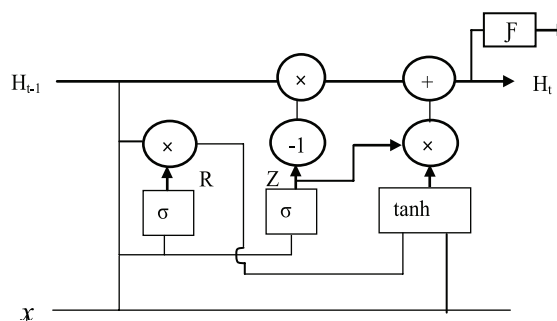 Ƒ
H_{t-1} × + H_t
× -1 ×
R Z
σ σ tanh
x